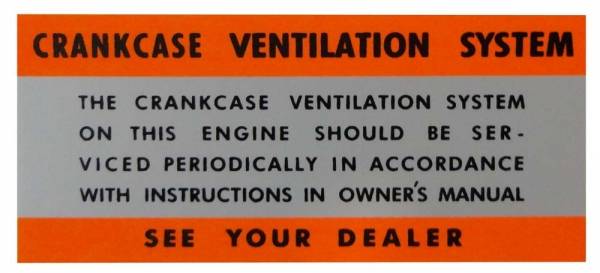 CRANKCASE VENTILATION SYSTEM
THE CRANKCASE VENTILATION SYSTEM
ON THIS ENGINE SHOULD BE SER-
VICED PERIODICALLY IN ACCORDANCE
WITH INSTRUCTIONS IN OWNER'S MANUAL
SEE YOUR DEALER